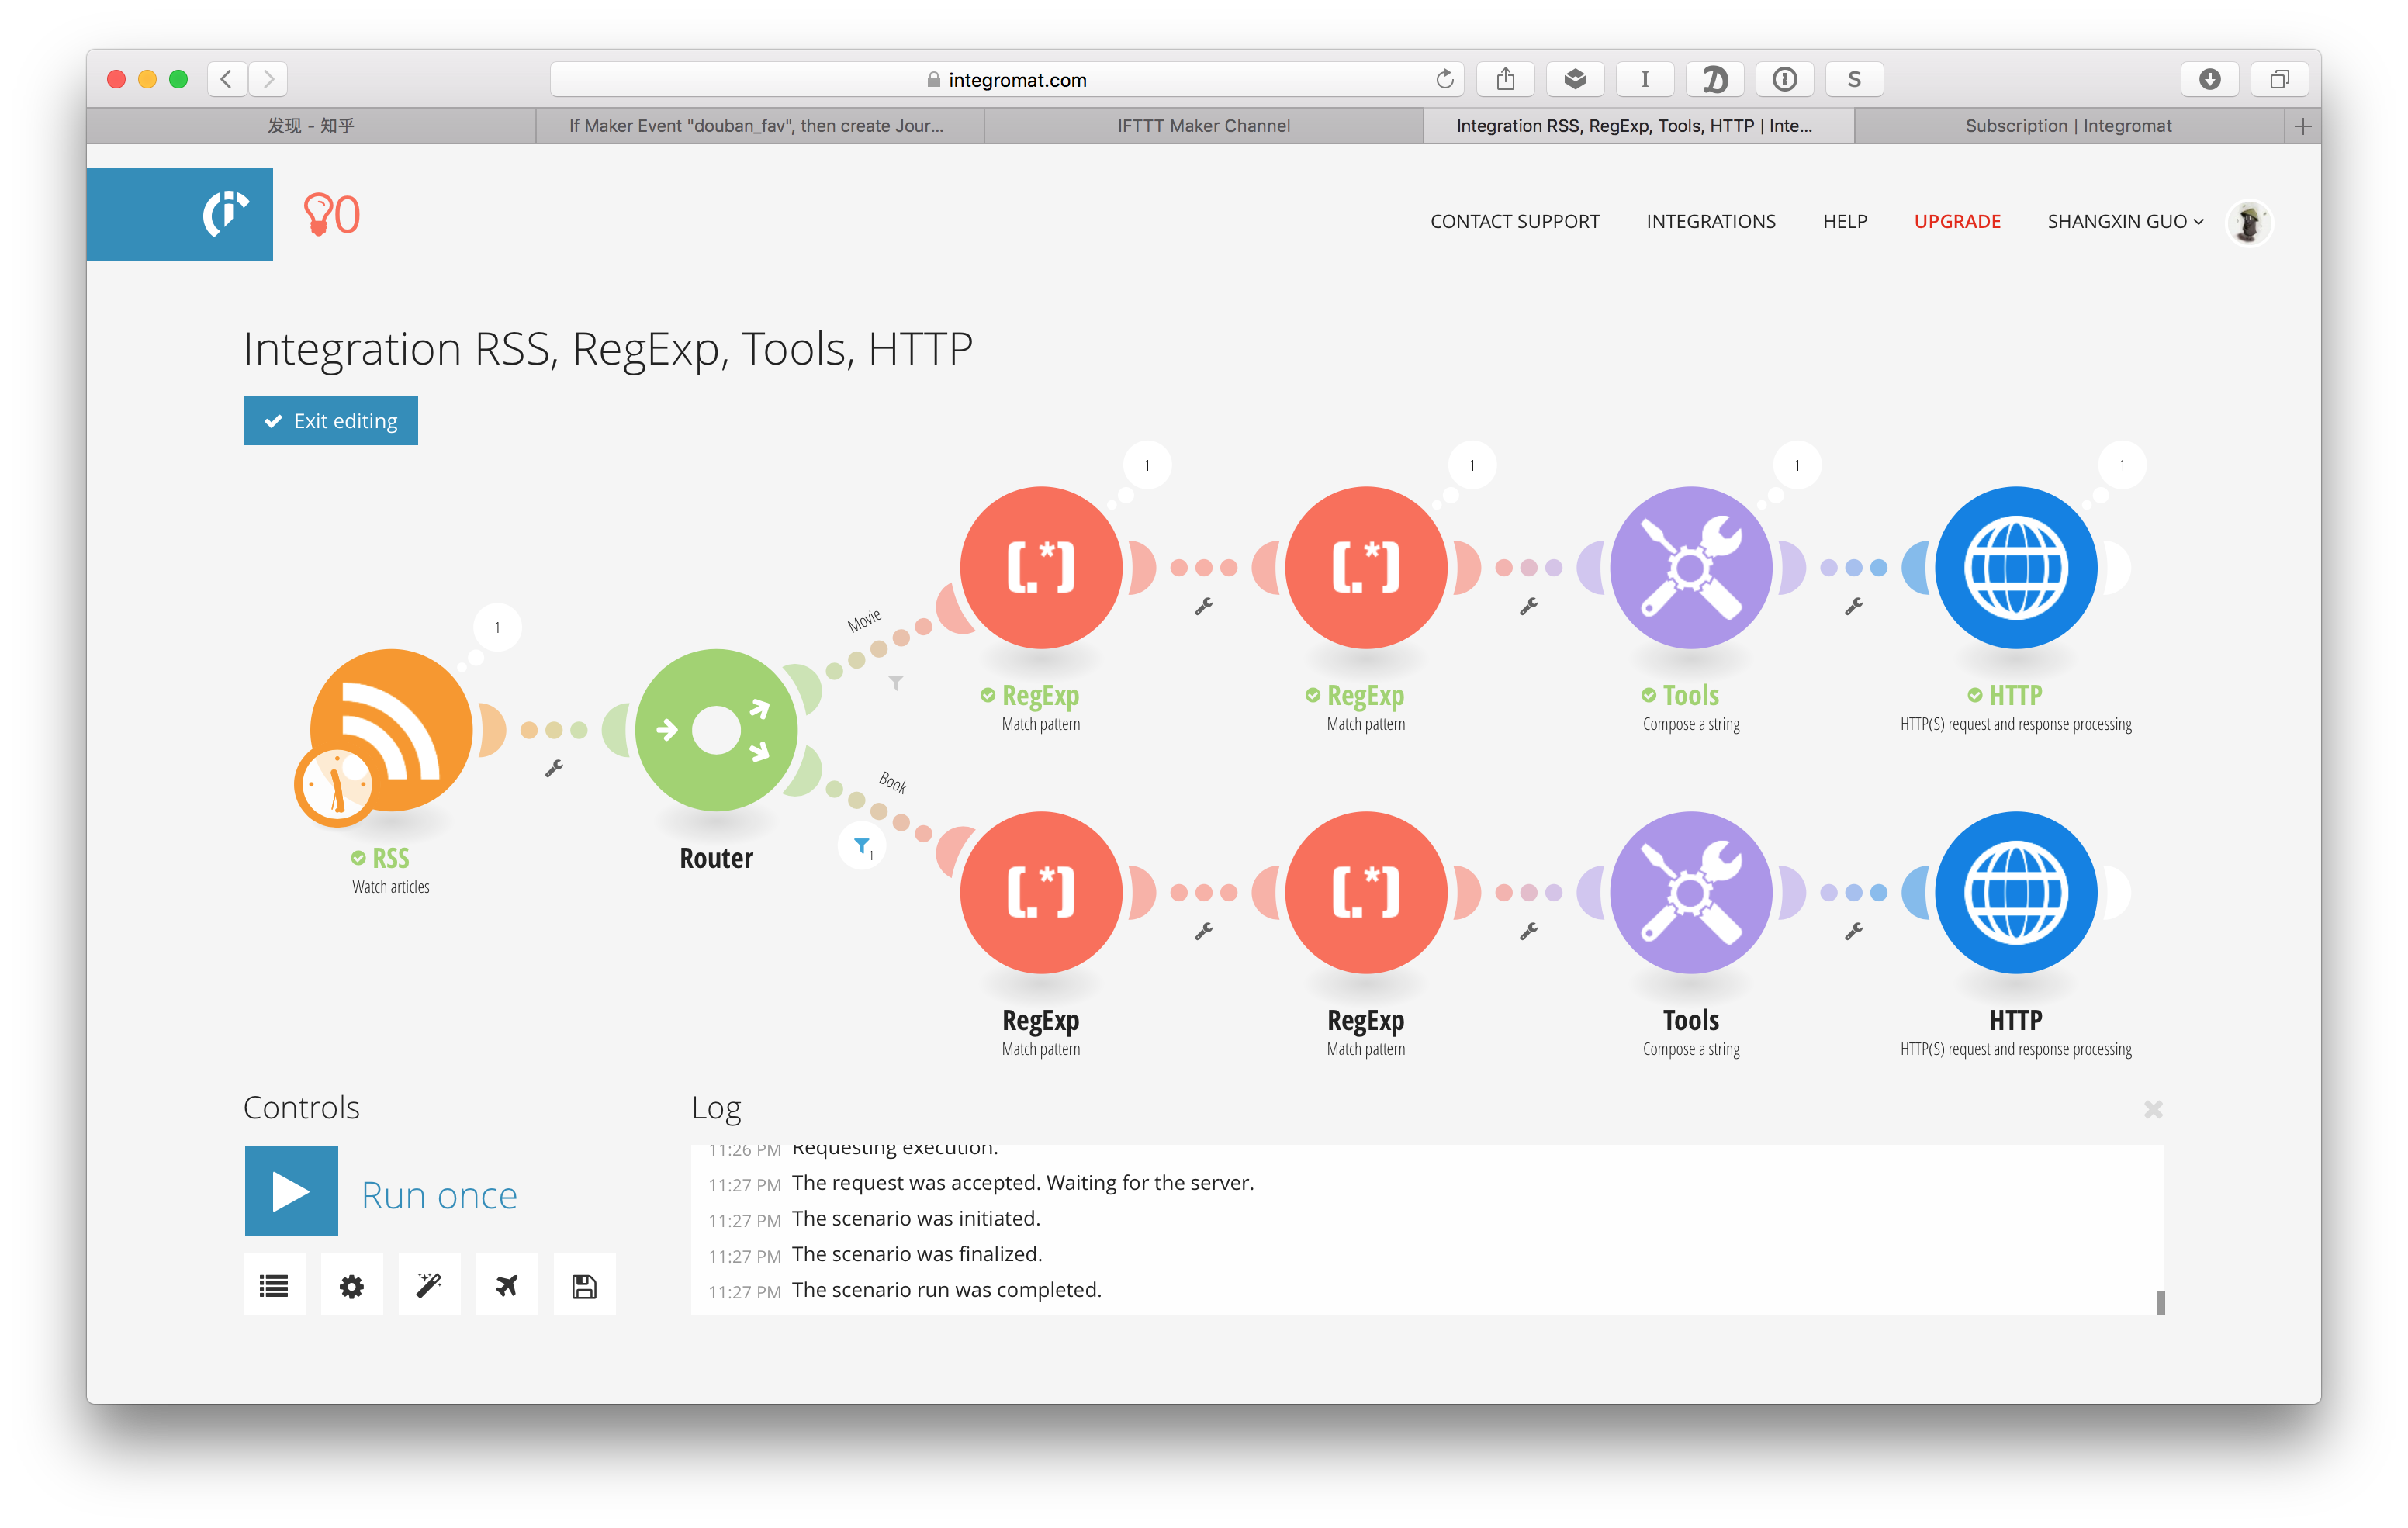 integromat.com
I
D
S
发现 - 知乎
If Maker Event "douban_fav", then create Jour...
IFTTT Maker Channel
Integration RSS, RegExp, Tools, HTTP | Inte...
Subscription | Integromat
0
CONTACT SUPPORT
INTEGRATIONS
HELP
UPGRADE
SHANGXIN GUO
Integration RSS, RegExp, Tools, HTTP
Exit editing
1
1
1
1
1
Movie
[.*]
[.*]
RegExp
Match pattern
RegExp
Match pattern
Tools
Compose a string
HTTP
HTTP(S) request and response processing
RSS
Watch articles
Router
Book
1
[.*]
[.*]
RegExp
Match pattern
RegExp
Match pattern
Tools
Compose a string
HTTP
HTTP(S) request and response processing
Controls
Run once
Log
11:26 PM Requesting execution.
11:27 PM The request was accepted. Waiting for the server.
11:27 PM The scenario was initiated.
11:27 PM The scenario was finalized.
11:27 PM The scenario run was completed.